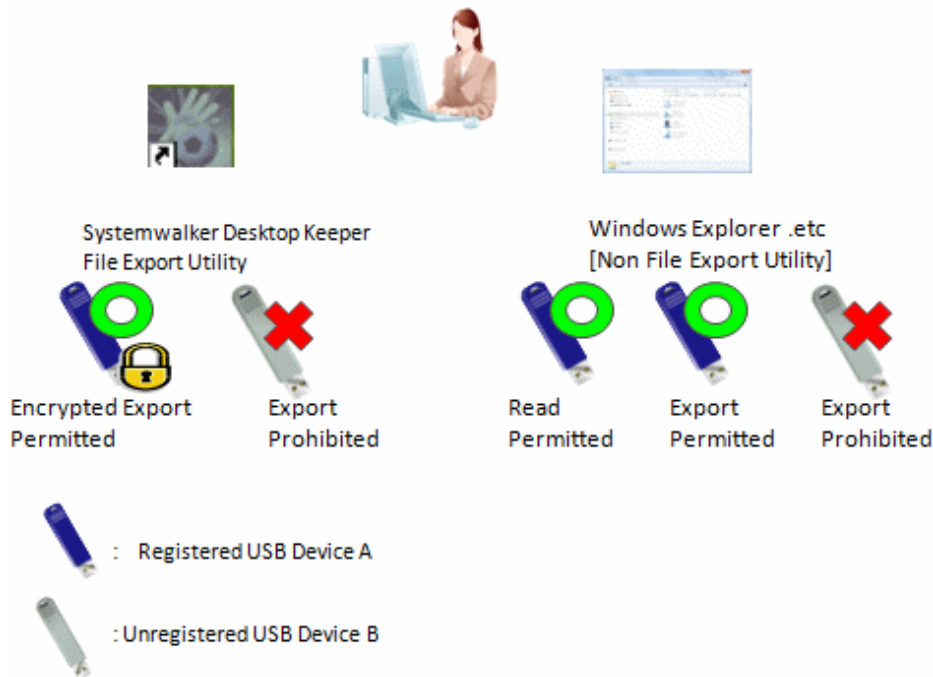 Systemwalker Desktop Keeper
File Export Utility
Windows Explorer .etc
[Non File Export Utility]
Encrypted Export
Permitted
Export
Prohibited
Read
Permitted
Export
Permitted
Export
Prohibited
: Registered USB Device A
: Unregistered USB Device B